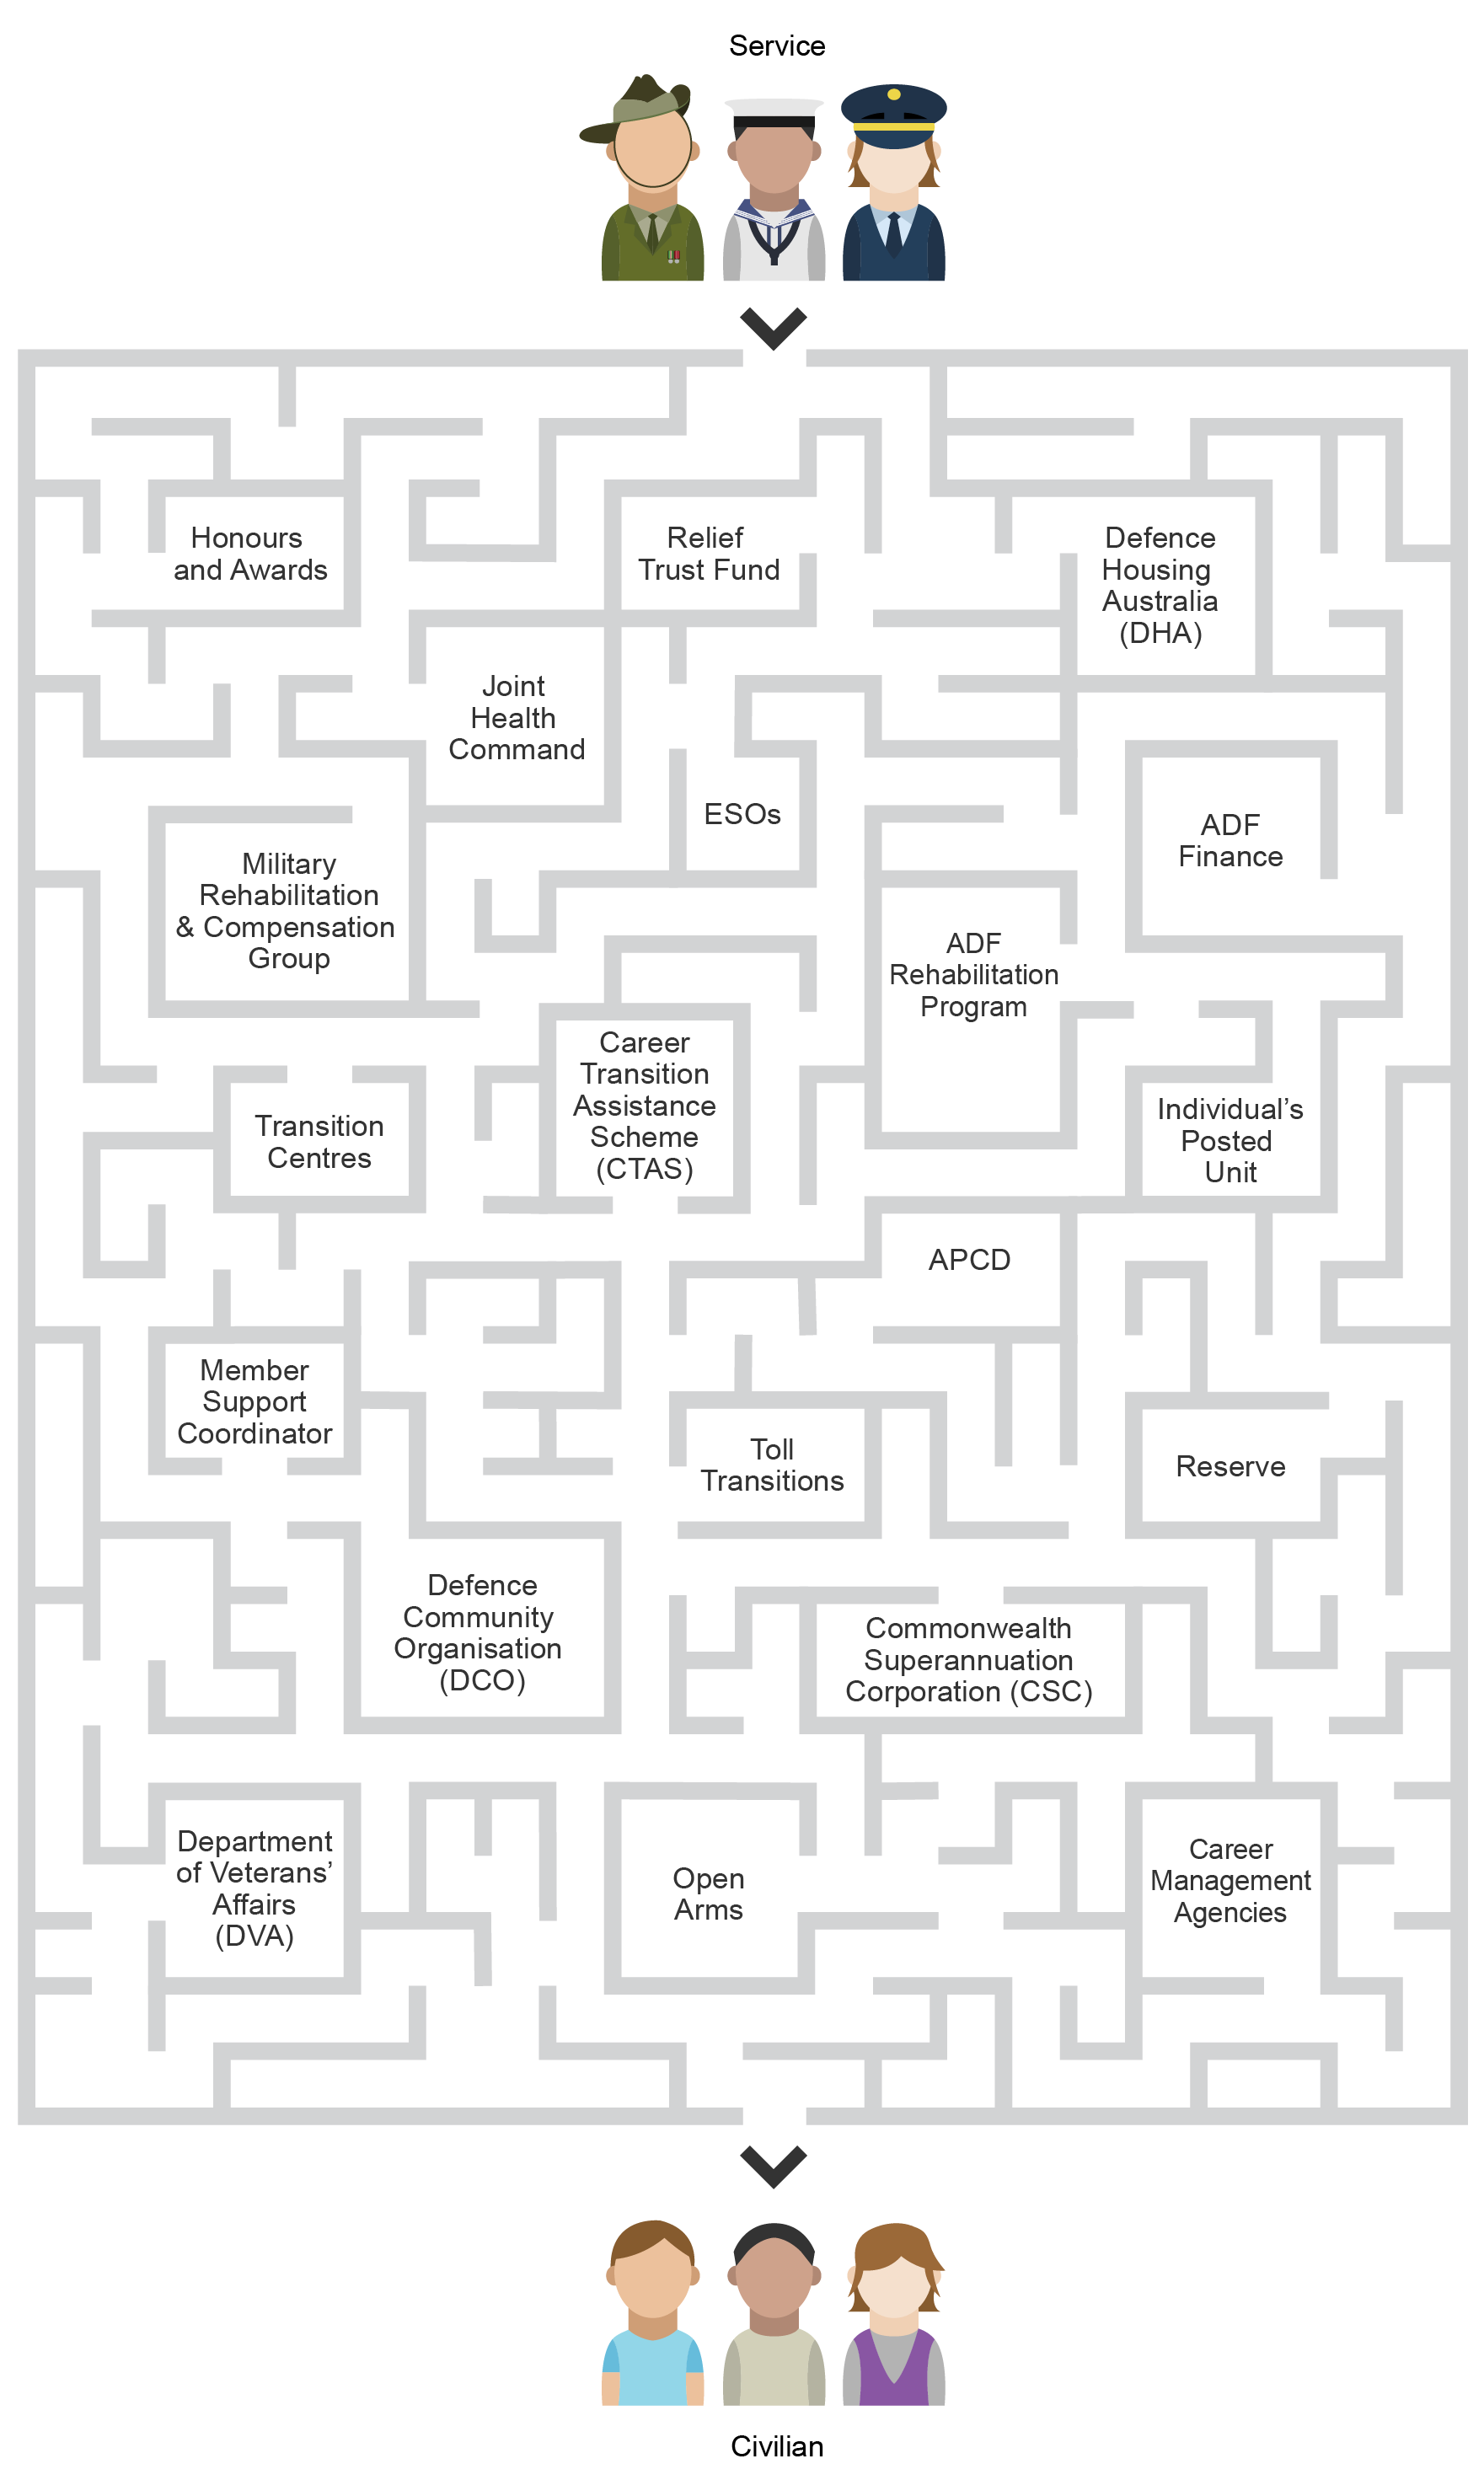 Service
Honours
and Awards
Relief
Trust Fund
Defence
Housing
Australia
(DHA)
Joint
Health
Command
ESOs
ADF
Finance
Military
Rehabilitation
& Compensation
Group
ADF
Rehabilitation
Program
Career
Transition
Assistance
Scheme
(CTAS)
Transition
Centres
Individual’s
Posted
Unit
APCD
Member
Support
Coordinator
Toll
Transitions
Reserve
Defence
Community
Organisation
(DCO)
Commonwealth
Superannuation
Corporation (CSC)
Department
of Veterans’
Affairs
(DVA)
Open
Arms
Career
Management
Agencies
Civilian